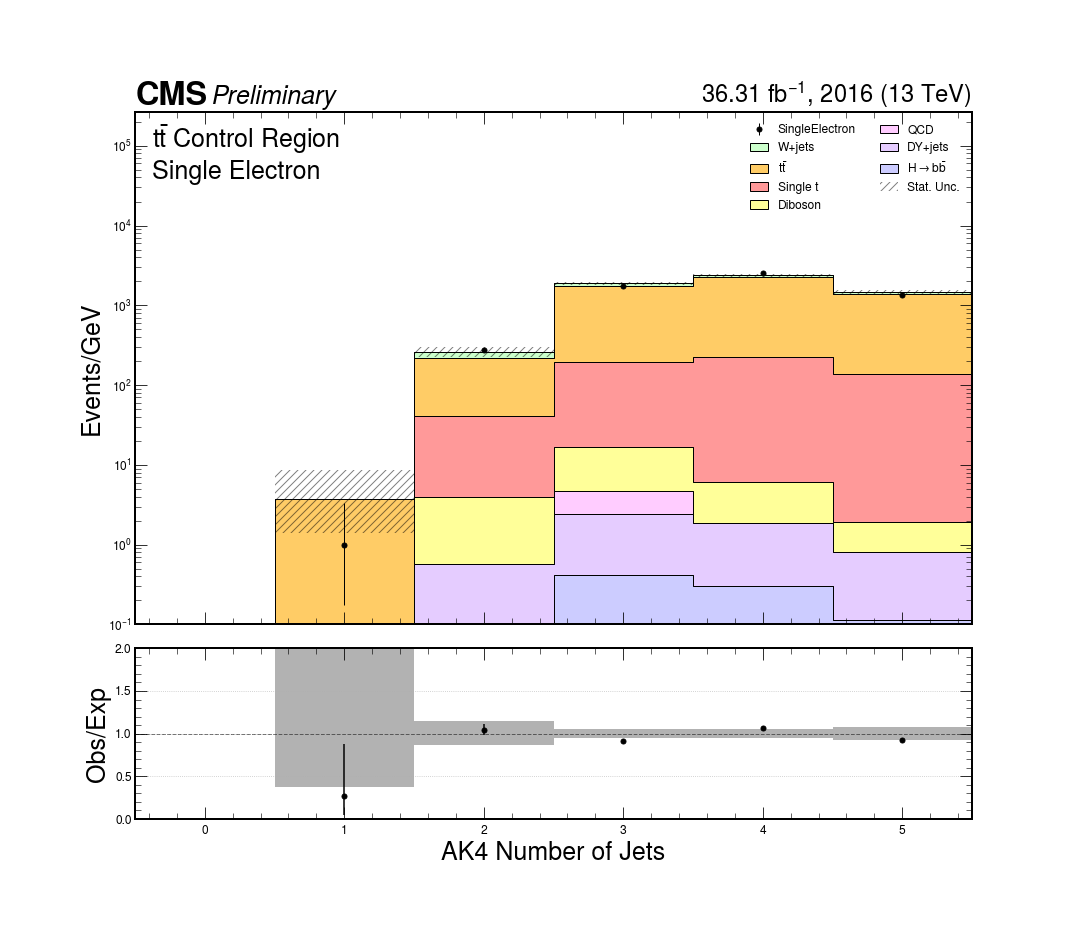 CMS Preliminary
36.31 fb⁻¹, 2016 (13 TeV)
tt̄ Control Region
Single Electron
SingleElectron
W+jets
tt̄
Single t
Diboson
QCD
DY+jets
H→bb̄
Stat. Unc.
Events/GeV
10⁵
10⁴
10³
10²
10¹
10⁰
10⁻¹
Obs/Exp
2.0
1.5
1.0
0.5
0.0
0 1 2 3 4 5
AK4 Number of Jets